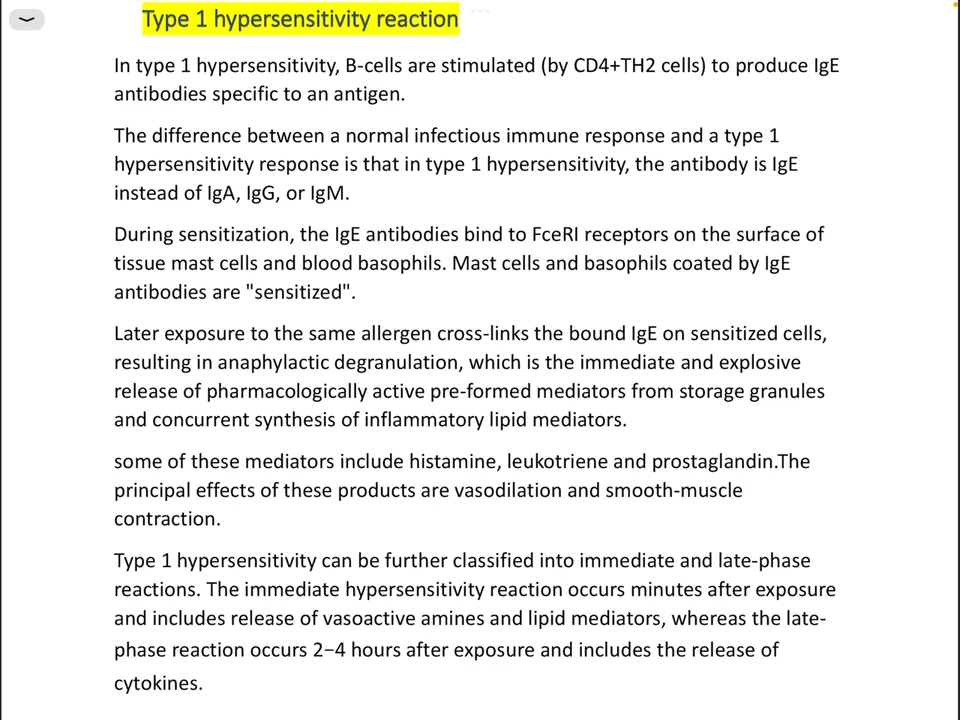 Type 1 hypersensitivity reaction
In type 1 hypersensitivity, B-cells are stimulated (by CD4+TH2 cells) to produce IgE
antibodies specific to an antigen.
The difference between a normal infectious immune response and a type 1
hypersensitivity response is that in type 1 hypersensitivity, the antibody is IgE
instead of IgA, IgG, or IgM.
During sensitization, the IgE antibodies bind to FceRI receptors on the surface of
tissue mast cells and blood basophils. Mast cells and basophils coated by IgE
antibodies are "sensitized".
Later exposure to the same allergen cross-links the bound IgE on sensitized cells,
resulting in anaphylactic degranulation, which is the immediate and explosive
release of pharmacologically active pre-formed mediators from storage granules
and concurrent synthesis of inflammatory lipid mediators.
some of these mediators include histamine, leukotriene and prostaglandin.The
principal effects of these products are vasodilation and smooth-muscle
contraction.
Type 1 hypersensitivity can be further classified into immediate and late-phase
reactions. The immediate hypersensitivity reaction occurs minutes after exposure
and includes release of vasoactive amines and lipid mediators, whereas the late-
phase reaction occurs 2−4 hours after exposure and includes the release of
cytokines.